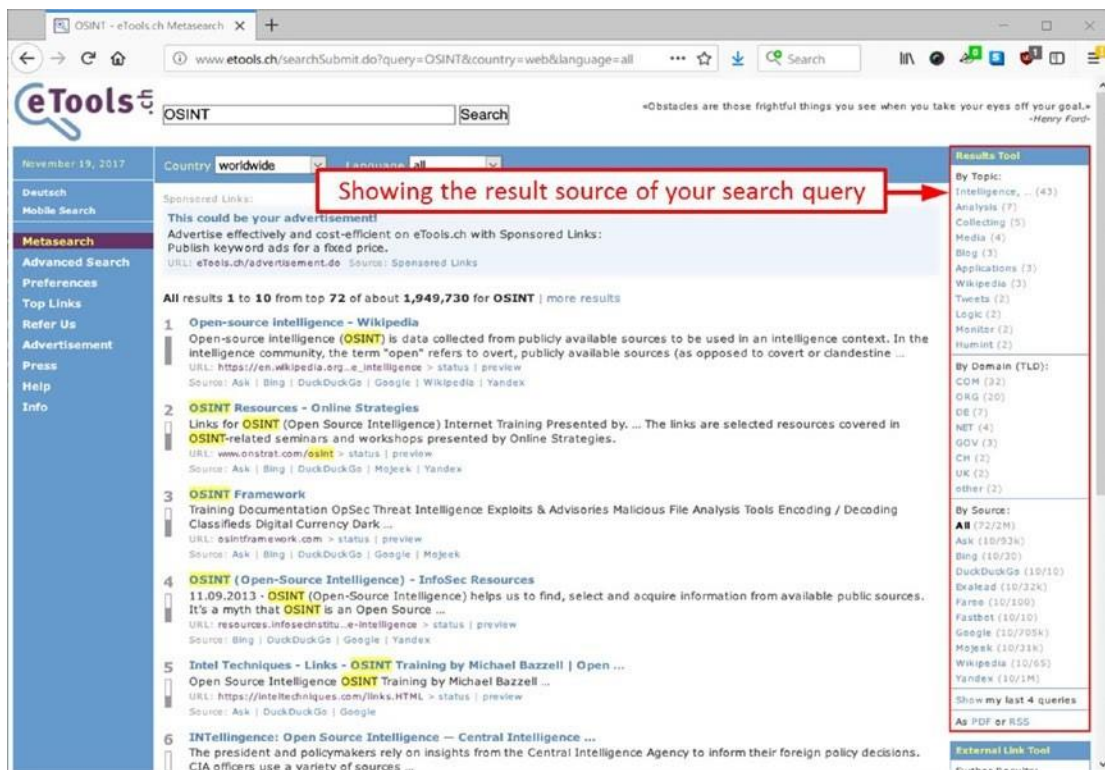 OSINT - eTools.ch Metasearch
www.etools.ch/searchSubmit.do?query=OSINT&country=web&language=all
Search
eTools.ch
OSINT
Search
«Obstacles are those frightful things you see when you take your eyes off your goal.»
-Henry Ford-
November 19, 2017
Deutsch
Mobile Search
Metasearch
Advanced Search
Preferences
Top Links
Refer Us
Advertisement
Press
Help
Info
Country worldwide Language all
Showing the result source of your search query
Sponsored Links:
This could be your advertisement!
Advertise effectively and cost-efficient on eTools.ch with Sponsored Links:
Publish keyword ads for a fixed price.
URL: eTools.ch/advertisement.do Source: Sponsored Links
All results 1 to 10 from top 72 of about 1,949,730 for OSINT | more results
1 Open-source intelligence - Wikipedia
Open-source intelligence (OSINT) is data collected from publicly available sources to be used in an intelligence context. In the
intelligence community, the term "open" refers to overt, publicly available sources (as opposed to covert or clandestine ...
URL: https://en.wikipedia.org...e_intelligence > status | preview
Source: Ask | Bing | DuckDuckGo | Google | Wikipedia | Yandex
2 OSINT Resources - Online Strategies
Links for OSINT (Open Source Intelligence) Internet Training Presented by. ... The links are selected resources covered in
OSINT-related seminars and workshops presented by Online Strategies.
URL: www.onstrat.com/osint > status | preview
Source: Ask | Bing | DuckDuckGo | Mojeek | Yandex
3 OSINT Framework
Training Documentation OpSec Threat Intelligence Exploits & Advisories Malicious File Analysis Tools Encoding / Decoding
Classifieds Digital Currency Dark ...
URL: osintframework.com > status | preview
Source: Ask | Bing | DuckDuckGo | Google | Mojeek
4 OSINT (Open-Source Intelligence) - InfoSec Resources
11.09.2013 - OSINT (Open-Source Intelligence) helps us to find, select and acquire information from available public sources.
It's a myth that OSINT is an Open Source ...
URL: resources.infosecinstitu...e-intelligence > status | preview
Source: Bing | DuckDuckGo | Google | Yandex
5 Intel Techniques - Links - OSINT Training by Michael Bazzell | Open ...
Open Source Intelligence OSINT Training by Michael Bazzell ...
URL: https://inteltechniques.com/links.HTML > status | preview
Source: Ask | DuckDuckGo | Google
6 INTellingence: Open Source Intelligence — Central Intelligence ...
The president and policymakers rely on insights from the Central Intelligence Agency to inform their foreign policy decisions.
CIA officers use a variety of sources ...
Results Tool
By Topic:
Intelligence, ... (43)
Analysis (7)
Collecting (5)
Media (4)
Blog (3)
Applications (3)
Wikipedia (3)
Tweets (2)
Logic (2)
Monitor (2)
Humint (2)
By Domain (TLD):
COM (32)
ORG (20)
DE (7)
NET (4)
GOV (3)
CH (2)
UK (2)
other (2)
By Source:
All (72/2M)
Ask (10/93k)
Bing (10/30)
DuckDuckGo (10/10)
Exalead (10/32k)
Faroo (10/100)
Fastbot (10/10)
Google (10/705k)
Mojeek (10/31k)
Wikipedia (10/65)
Yandex (10/1M)
Show my last 4 queries
As PDF or RSS
External Link Tool